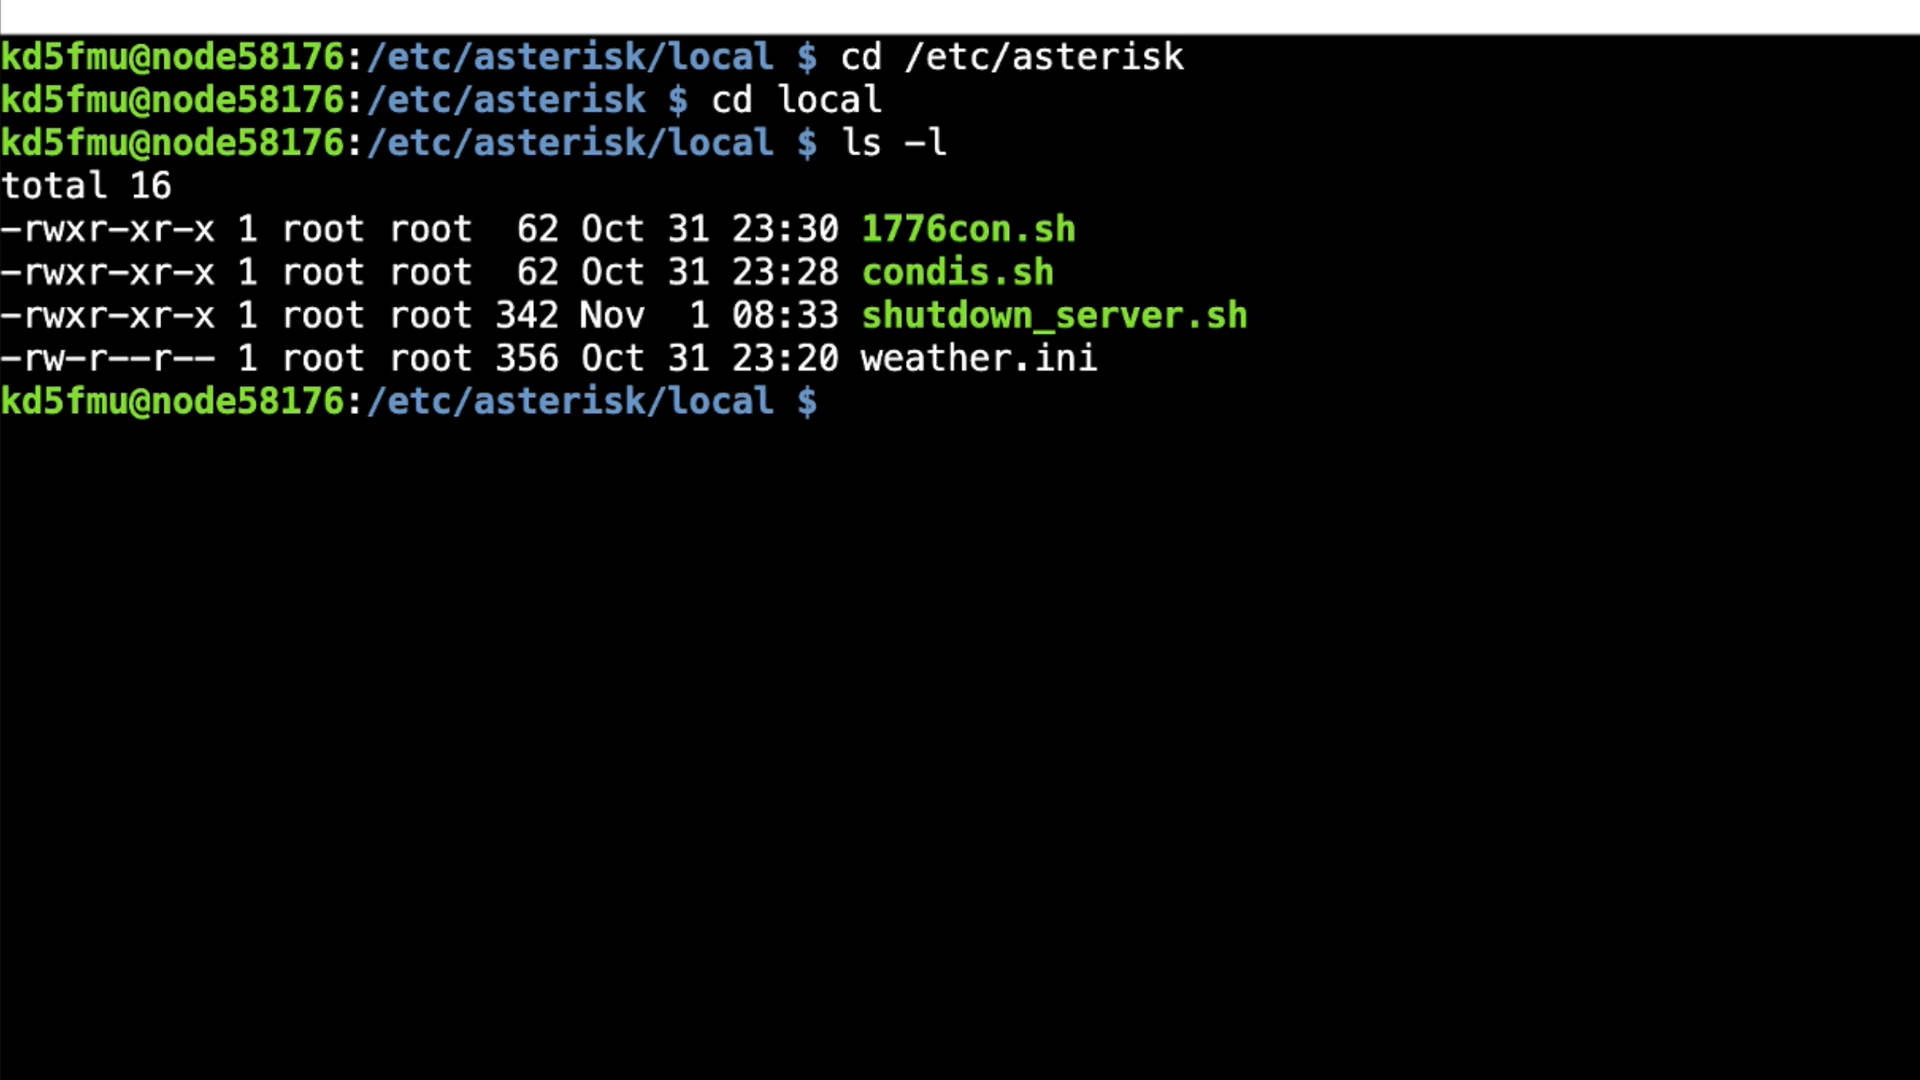 kd5fmu@node58176:/etc/asterisk/local $ cd /etc/asterisk
kd5fmu@node58176:/etc/asterisk $ cd local
kd5fmu@node58176:/etc/asterisk/local $ ls -l
total 16
-rwxr-xr-x 1 root root  62 Oct 31 23:30 1776con.sh
-rwxr-xr-x 1 root root  62 Oct 31 23:28 condis.sh
-rwxr-xr-x 1 root root 342 Nov  1 08:33 shutdown_server.sh
-rw-r--r-- 1 root root 356 Oct 31 23:20 weather.ini
kd5fmu@node58176:/etc/asterisk/local $